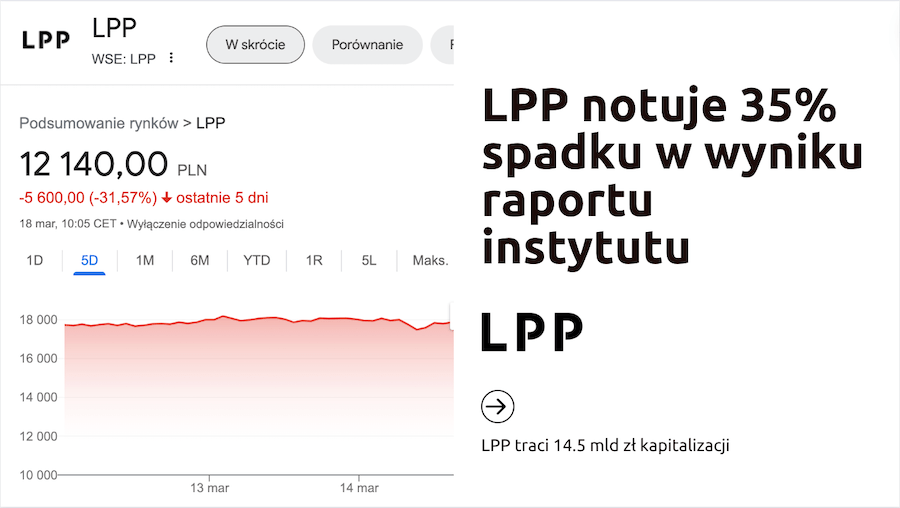 LPP
LPP
WSE: LPP
W skrócie
Porównanie
Podsumowanie rynków > LPP
12 140,00 PLN
-5 600,00 (-31,57%) ↓ ostatnie 5 dni
18 mar, 10:05 CET • Wyłączenie odpowiedzialności
1D
5D
1M
6M
YTD
1R
5L
Maks.
18 000
16 000
14 000
12 000
10 000
13 mar
14 mar
LPP notuje 35%
spadku w wyniku
raportu
instytutu
LPP
LPP traci 14.5 mld zł kapitalizacji